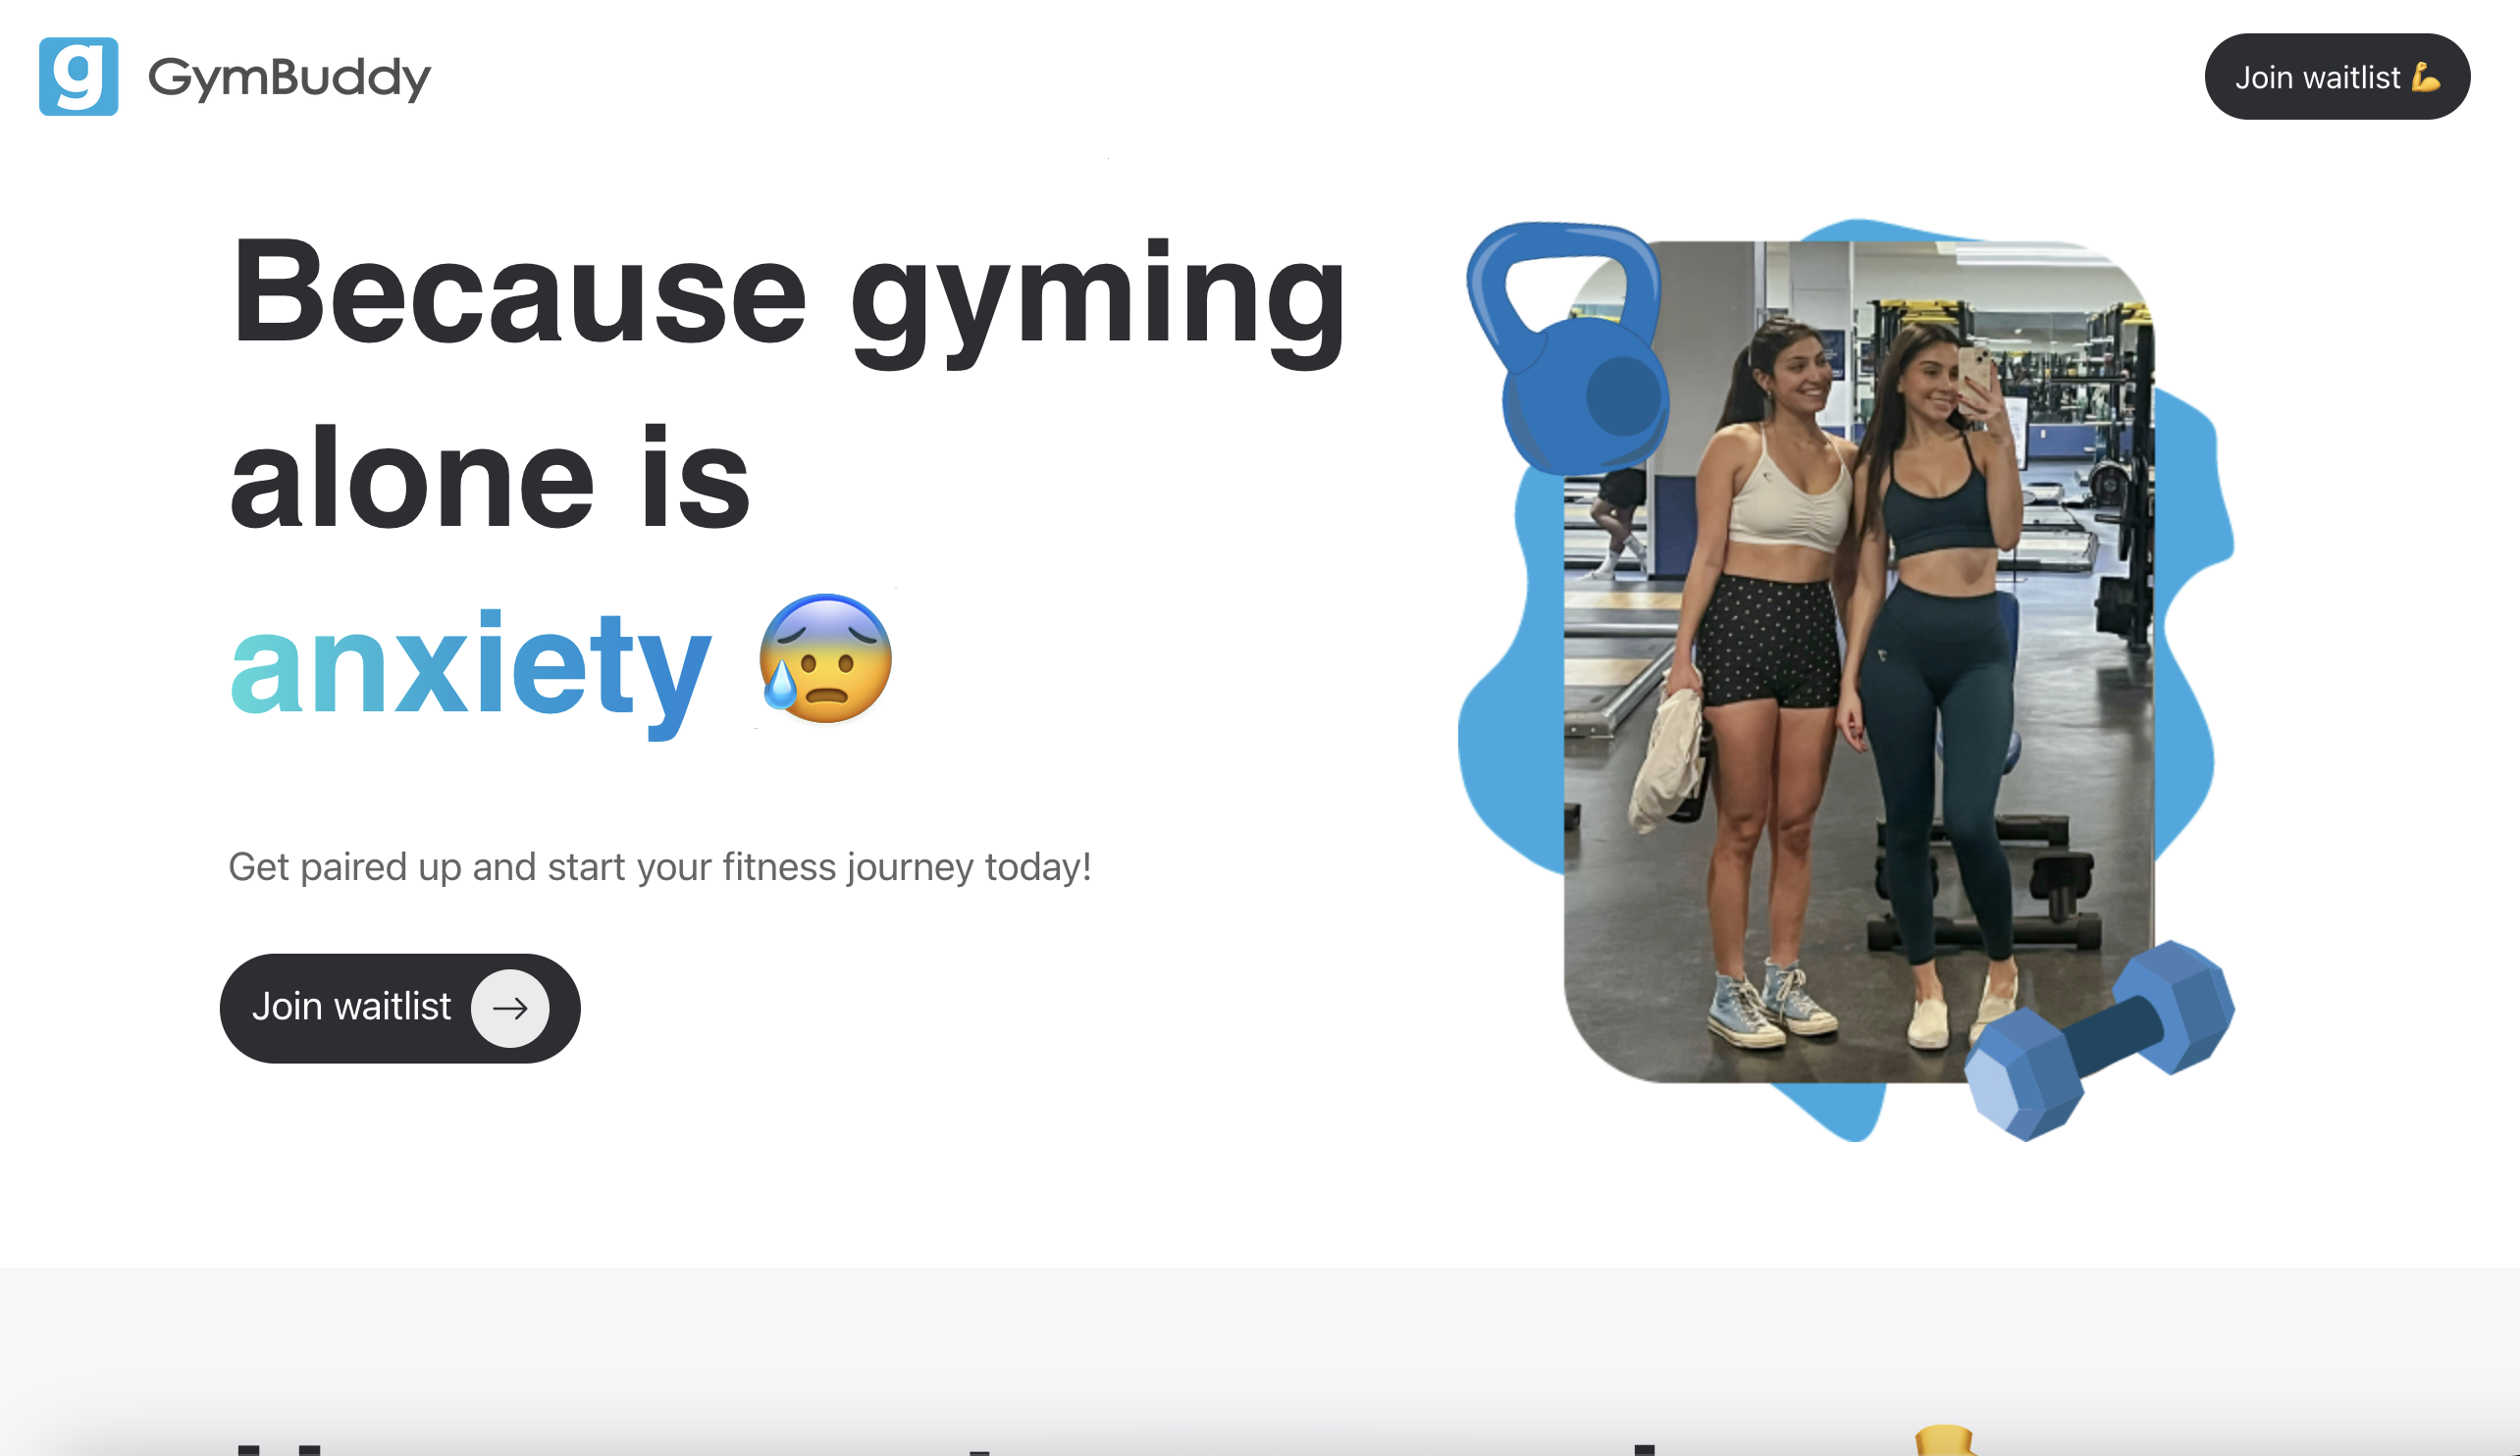 g GymBuddy
Join waitlist 💪
Because gyming
alone is
anxiety 😰
Get paired up and start your fitness journey today!
Join waitlist →